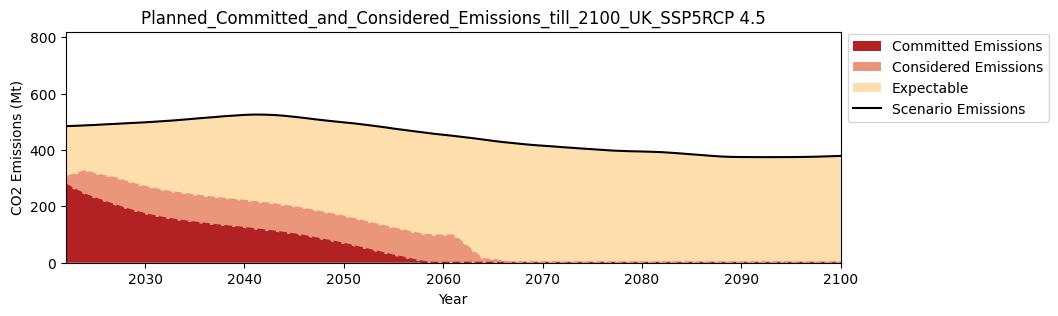 Planned_Committed_and_Considered_Emissions_till_2100_UK_SSP5RCP 4.5
800
600
400
200
0
CO2 Emissions (Mt)
2030
2040
2050
2060
2070
2080
2090
2100
Year
Committed Emissions
Considered Emissions
Expectable
Scenario Emissions